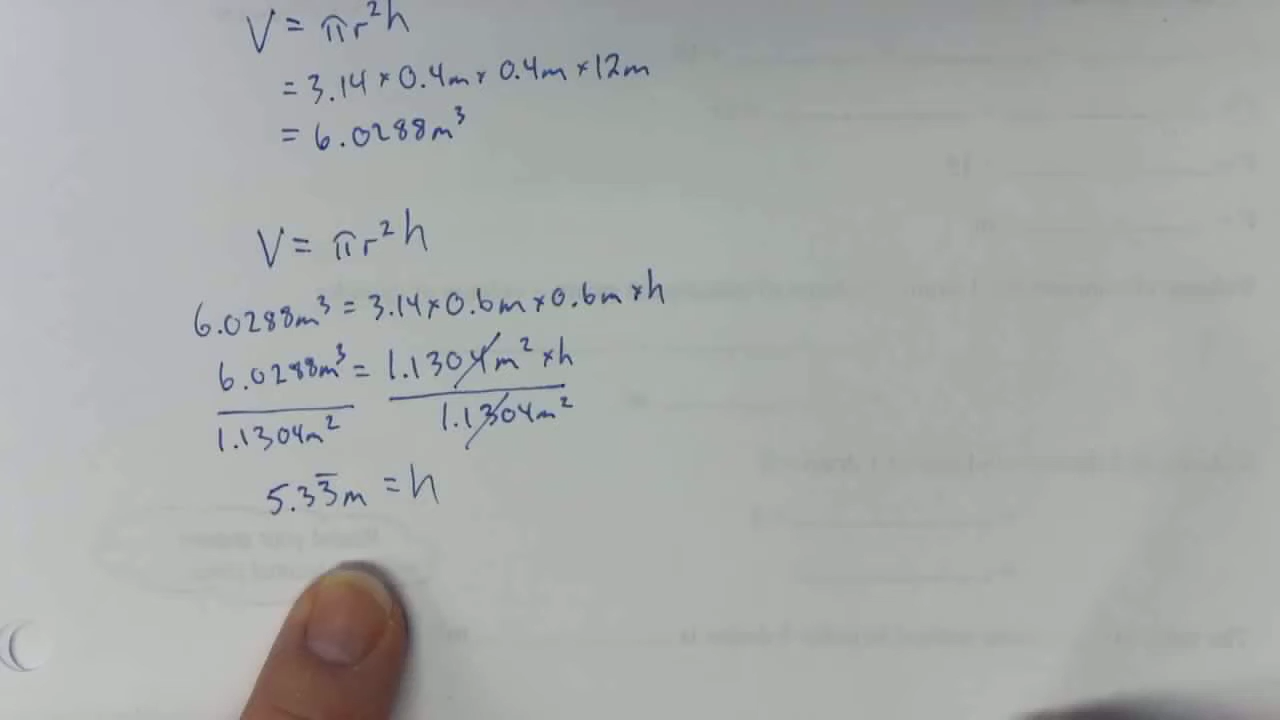 V = πr²h
= 3.14 × 0.4m × 0.4m × 12m
= 6.0288m³
V = πr²h
6.0288m³ = 3.14 × 0.6m × 0.6m × h
6.0288m³ = 1.1304m² × h
1.1304m² 1.1304m²
5.33̅m = h